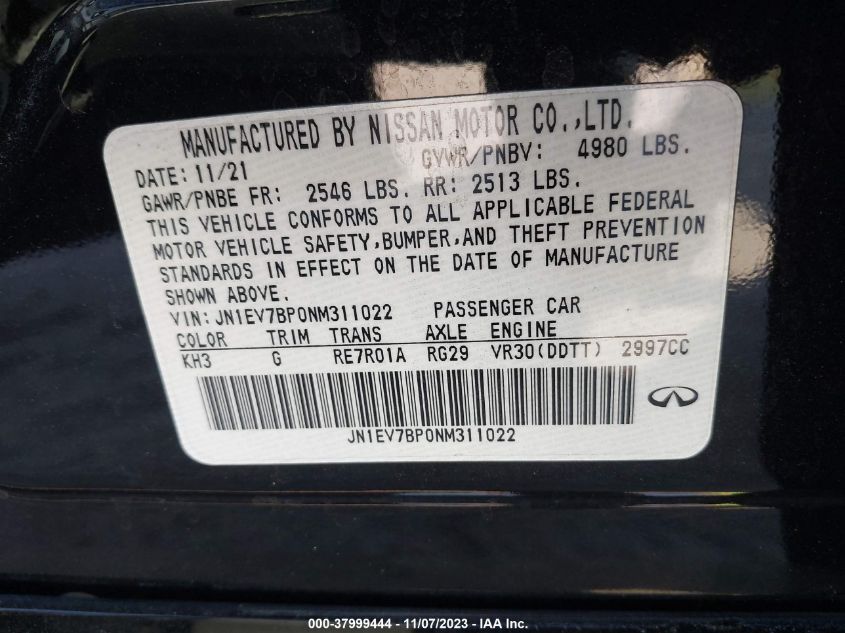 MANUFACTURED BY NISSAN MOTOR CO.,LTD.
DATE: 11/21 GVWR/PNBV: 4980 LBS.
GAWR/PNBE FR: 2546 LBS. RR: 2513 LBS.
THIS VEHICLE CONFORMS TO ALL APPLICABLE FEDERAL
MOTOR VEHICLE SAFETY,BUMPER,AND THEFT PREVENTION
STANDARDS IN EFFECT ON THE DATE OF MANUFACTURE
SHOWN ABOVE.
VIN:JN1EV7BP0NM311022 PASSENGER CAR
COLOR TRIM TRANS AXLE ENGINE
KH3 G RE7R01A RG29 VR30(DDTT) 2997CC
JN1EV7BP0NM311022
000-37999444 - 11/07/2023 - IAA Inc.